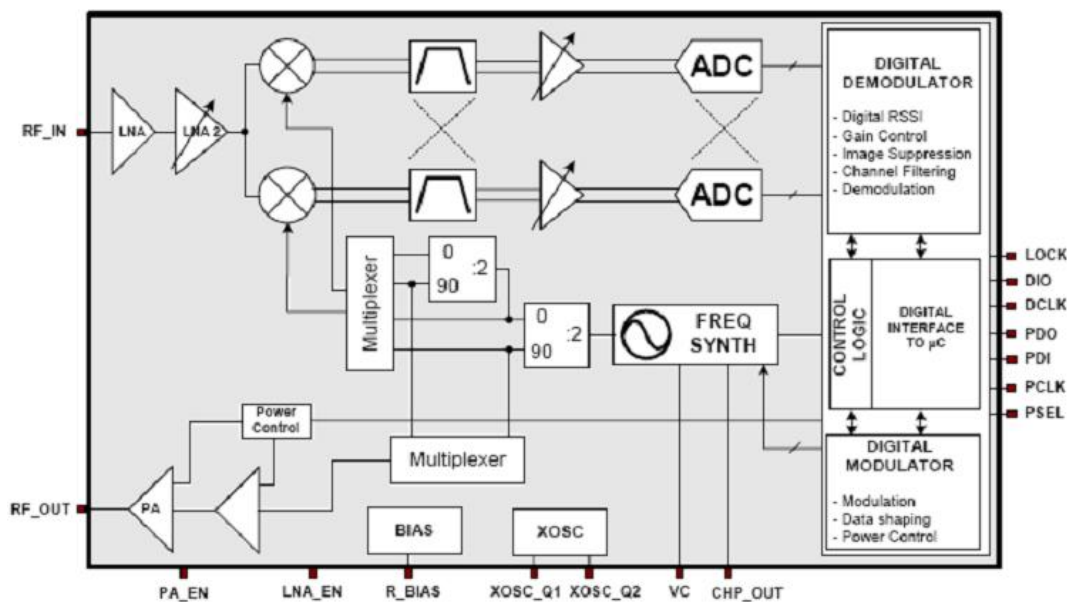 RF_IN
LNA
LNA 2
ADC
ADC
DIGITAL
DEMODULATOR
- Digital RSSI
- Gain Control
- Image Suppression
- Channel Filtering
- Demodulation
Multiplexer
0
90
:2
0
90
:2
FREQ
SYNTH
CONTROL
LOGIC
DIGITAL
INTERFACE
TO µC
LOCK
DIO
DCLK
PDO
PDI
PCLK
PSEL
Power
Control
Multiplexer
DIGITAL
MODULATOR
- Modulation
- Data shaping
- Power Control
RF_OUT
PA
BIAS
XOSC
PA_EN
LNA_EN
R_BIAS
XOSC_Q1
XOSC_Q2
VC
CHP_OUT